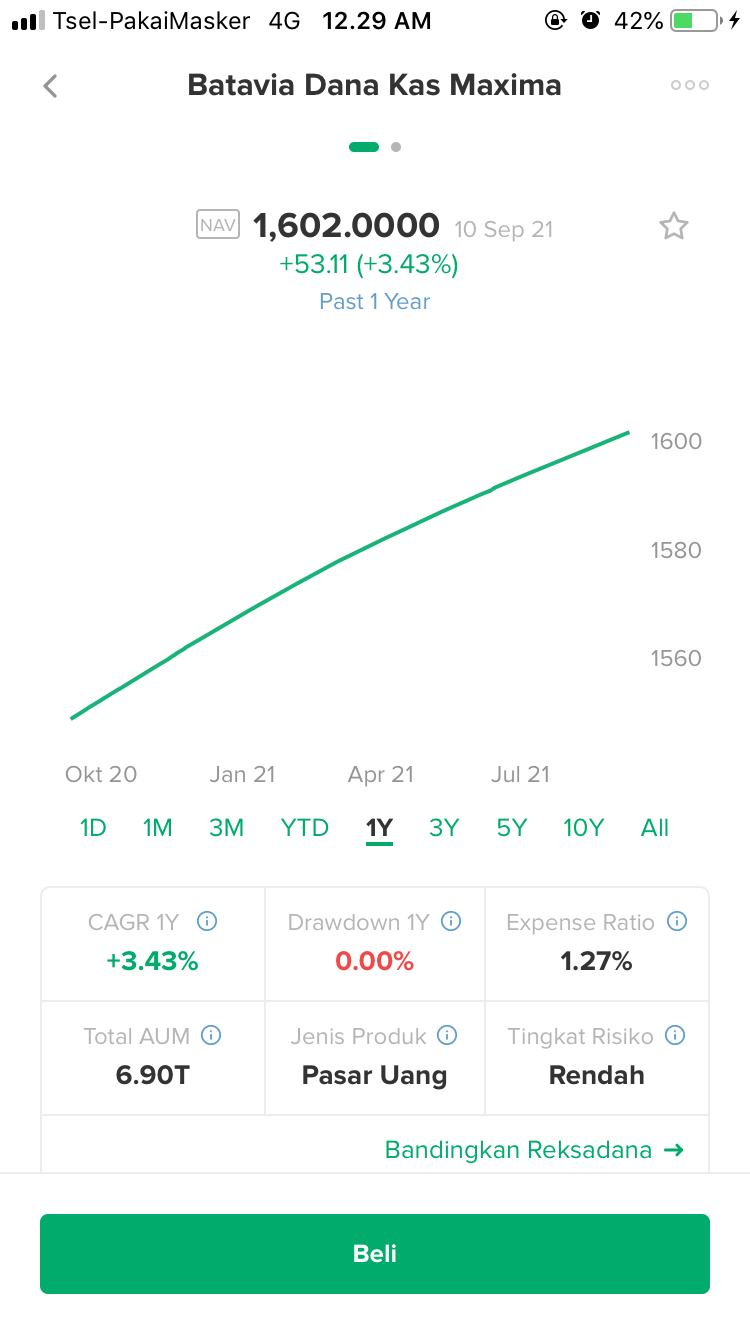 Tsel-PakaiMasker 4G 12.29 AM 42%
Batavia Dana Kas Maxima
NAV 1,602.0000 10 Sep 21
+53.11 (+3.43%)
Past 1 Year
1600
1580
1560
Okt 20 Jan 21 Apr 21 Jul 21
1D 1M 3M YTD 1Y 3Y 5Y 10Y All
CAGR 1Y Drawdown 1Y Expense Ratio
+3.43% 0.00% 1.27%
Total AUM Jenis Produk Tingkat Risiko
6.90T Pasar Uang Rendah
Bandingkan Reksadana →
Beli